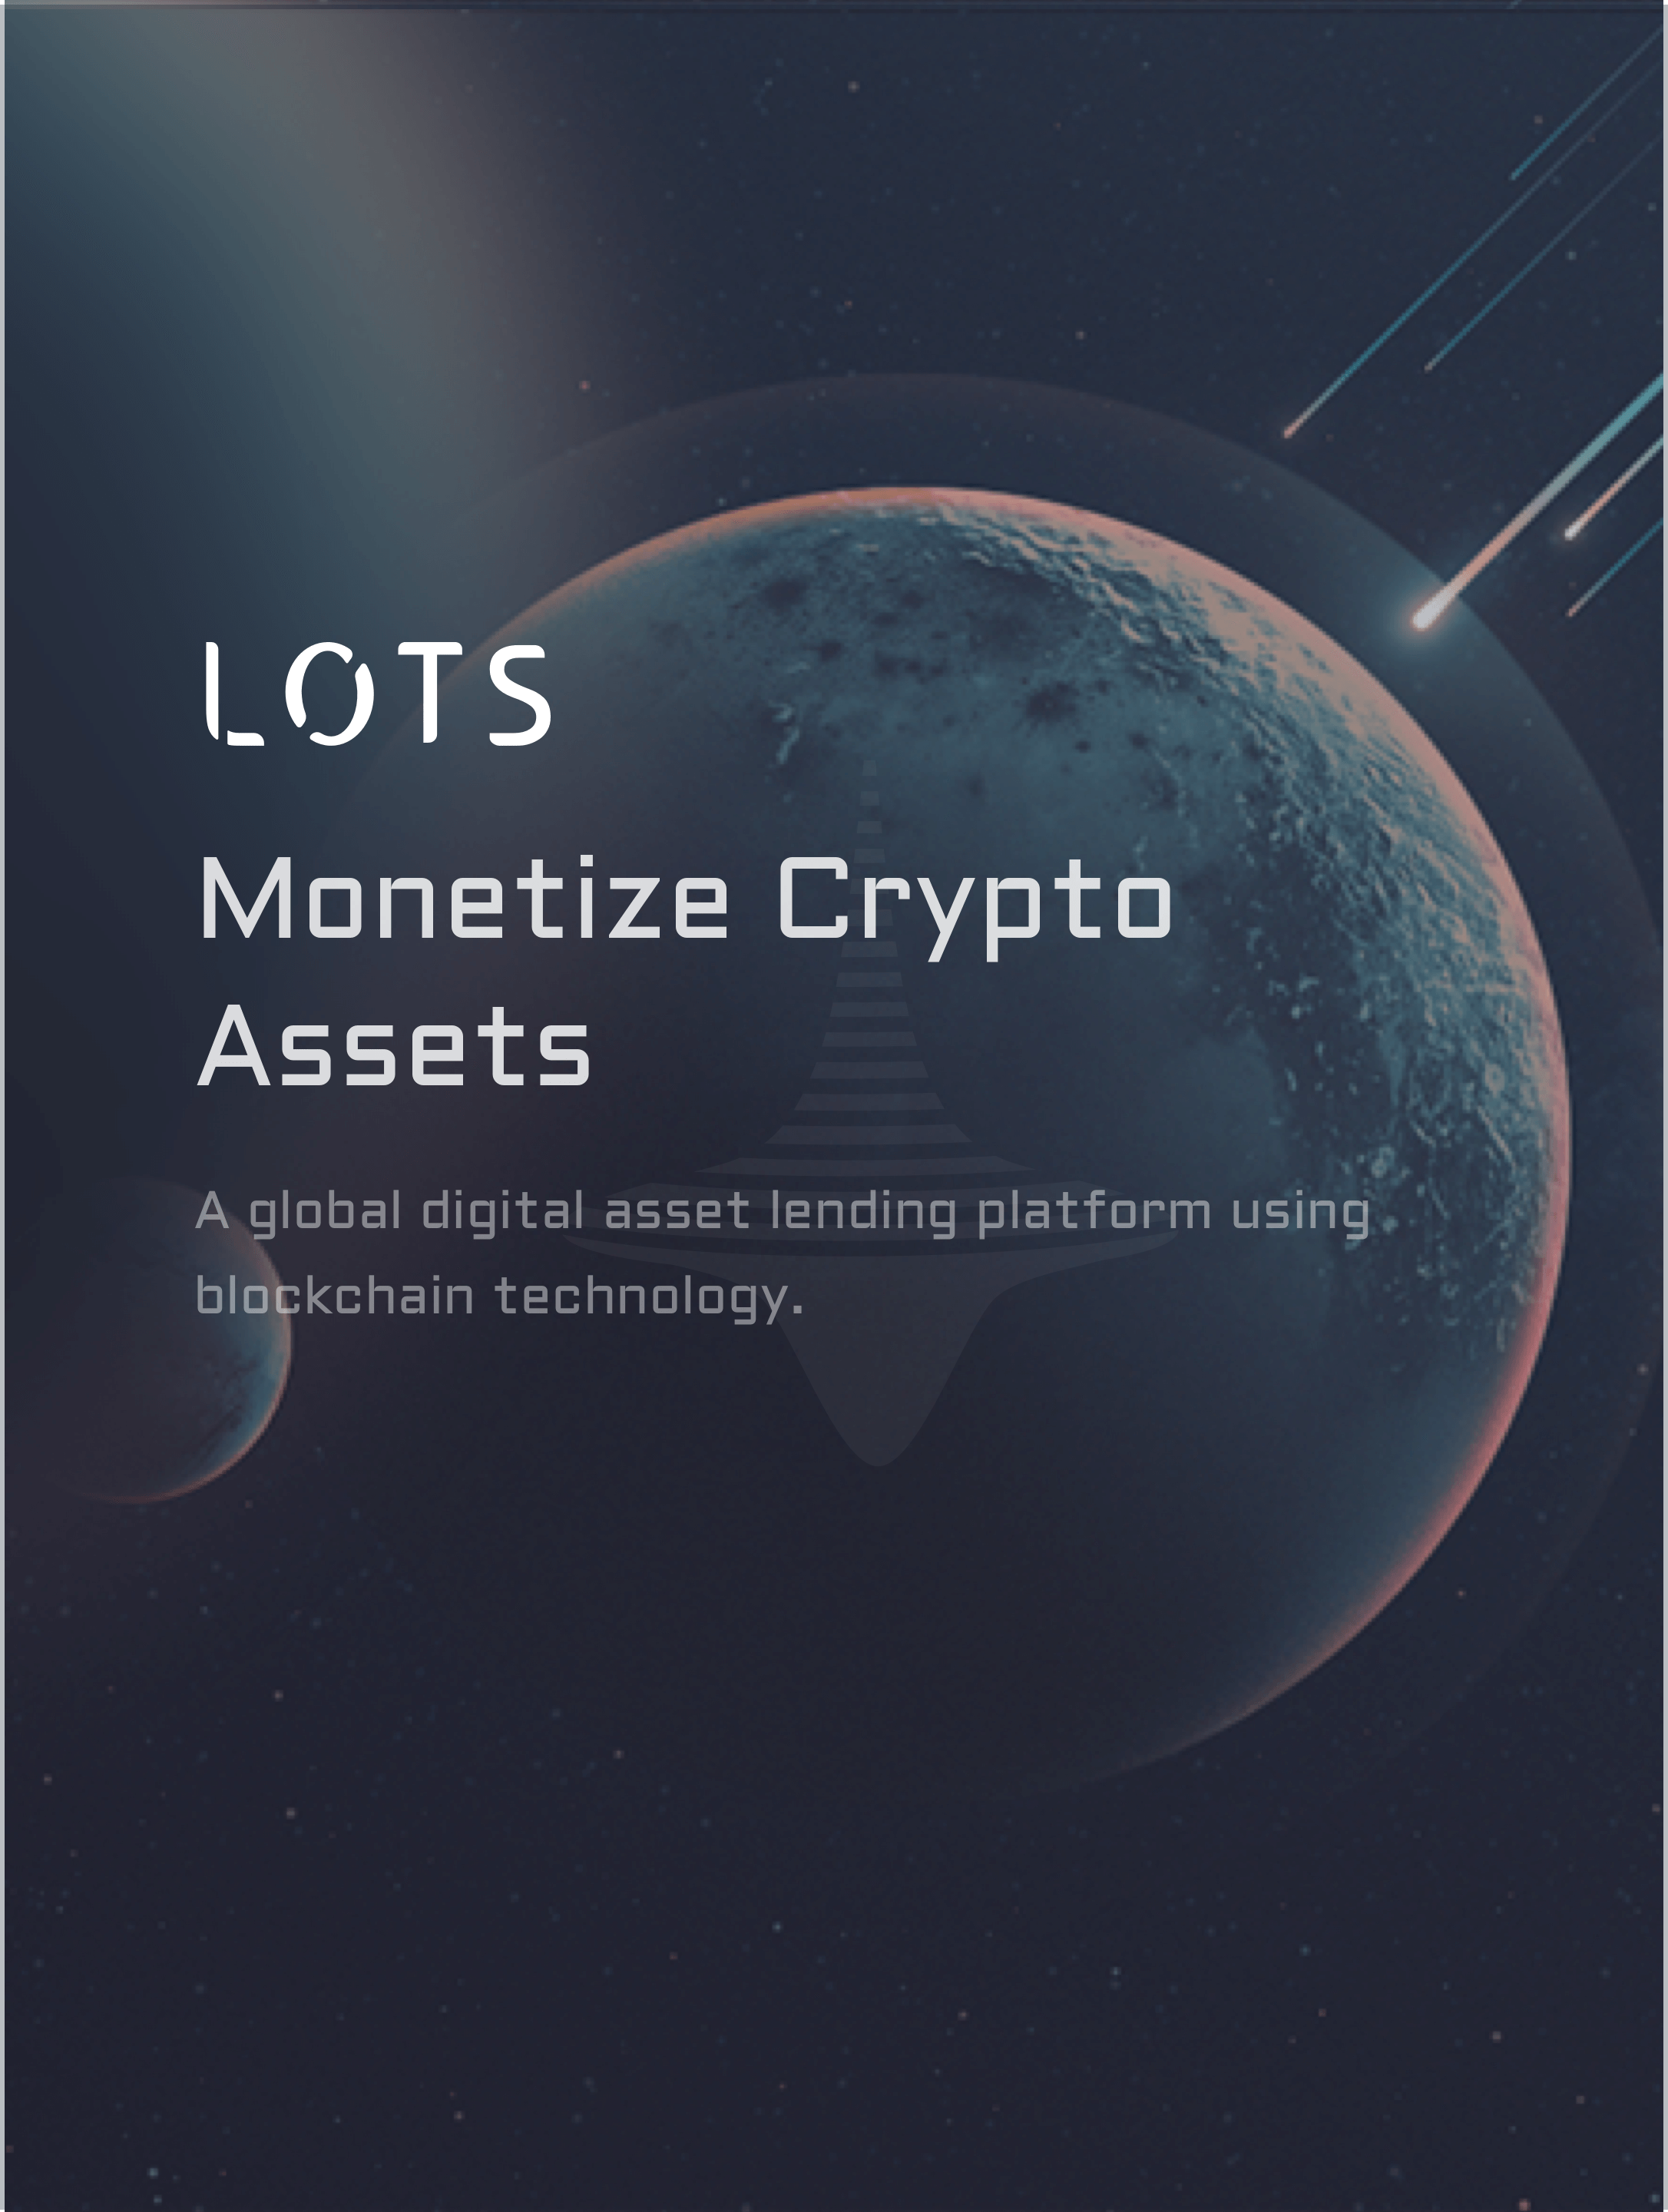 LOTS
Monetize Crypto
Assets
A global digital asset lending platform using
blockchain technology.